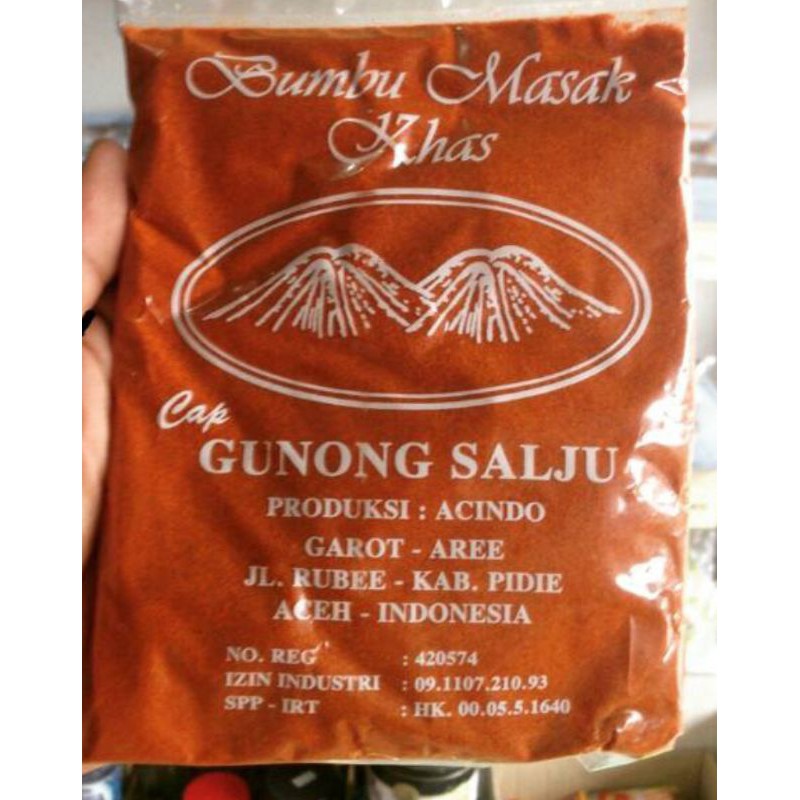 Bumbu Masak
Khas
Cap
GUNONG SALJU
PRODUKSI : ACINDO
GAROT - AREE
JL. RUBEE - KAB. PIDIE
ACEH - INDONESIA
NO. REG : 420574
IZIN INDUSTRI : 09.1107.210.93
SPP - IRT : HK. 00.05.5.1640